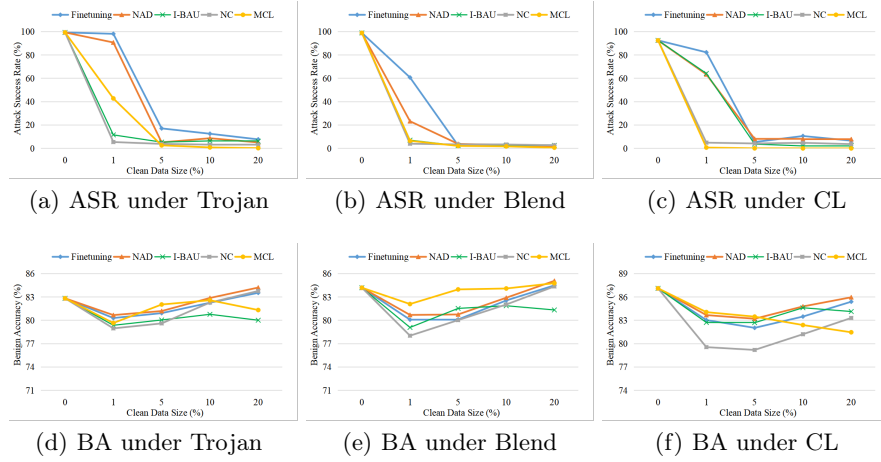 Finetuning NAD I-BAU NC MCL
Attack Success Rate (%)
100
80
60
40
20
0
0 1 5 10 20
Clean Data Size (%)
(a) ASR under Trojan
Finetuning NAD I-BAU NC MCL
Attack Success Rate (%)
100
80
60
40
20
0
0 1 5 10 20
Clean Data Size (%)
(b) ASR under Blend
Finetuning NAD I-BAU NC MCL
Attack Success Rate (%)
100
80
60
40
20
0
0 1 5 10 20
Clean Data Size (%)
(c) ASR under CL
Finetuning NAD I-BAU NC MCL
Benign Accuracy (%)
86
83
80
77
74
71
0 1 5 10 20
Clean Data Size (%)
(d) BA under Trojan
Finetuning NAD I-BAU NC MCL
Benign Accuracy (%)
86
83
80
77
74
71
0 1 5 10 20
Clean Data Size (%)
(e) BA under Blend
Finetuning NAD I-BAU NC MCL
Benign Accuracy (%)
89
86
83
80
77
74
0 1 5 10 20
Clean Data Size (%)
(f) BA under CL